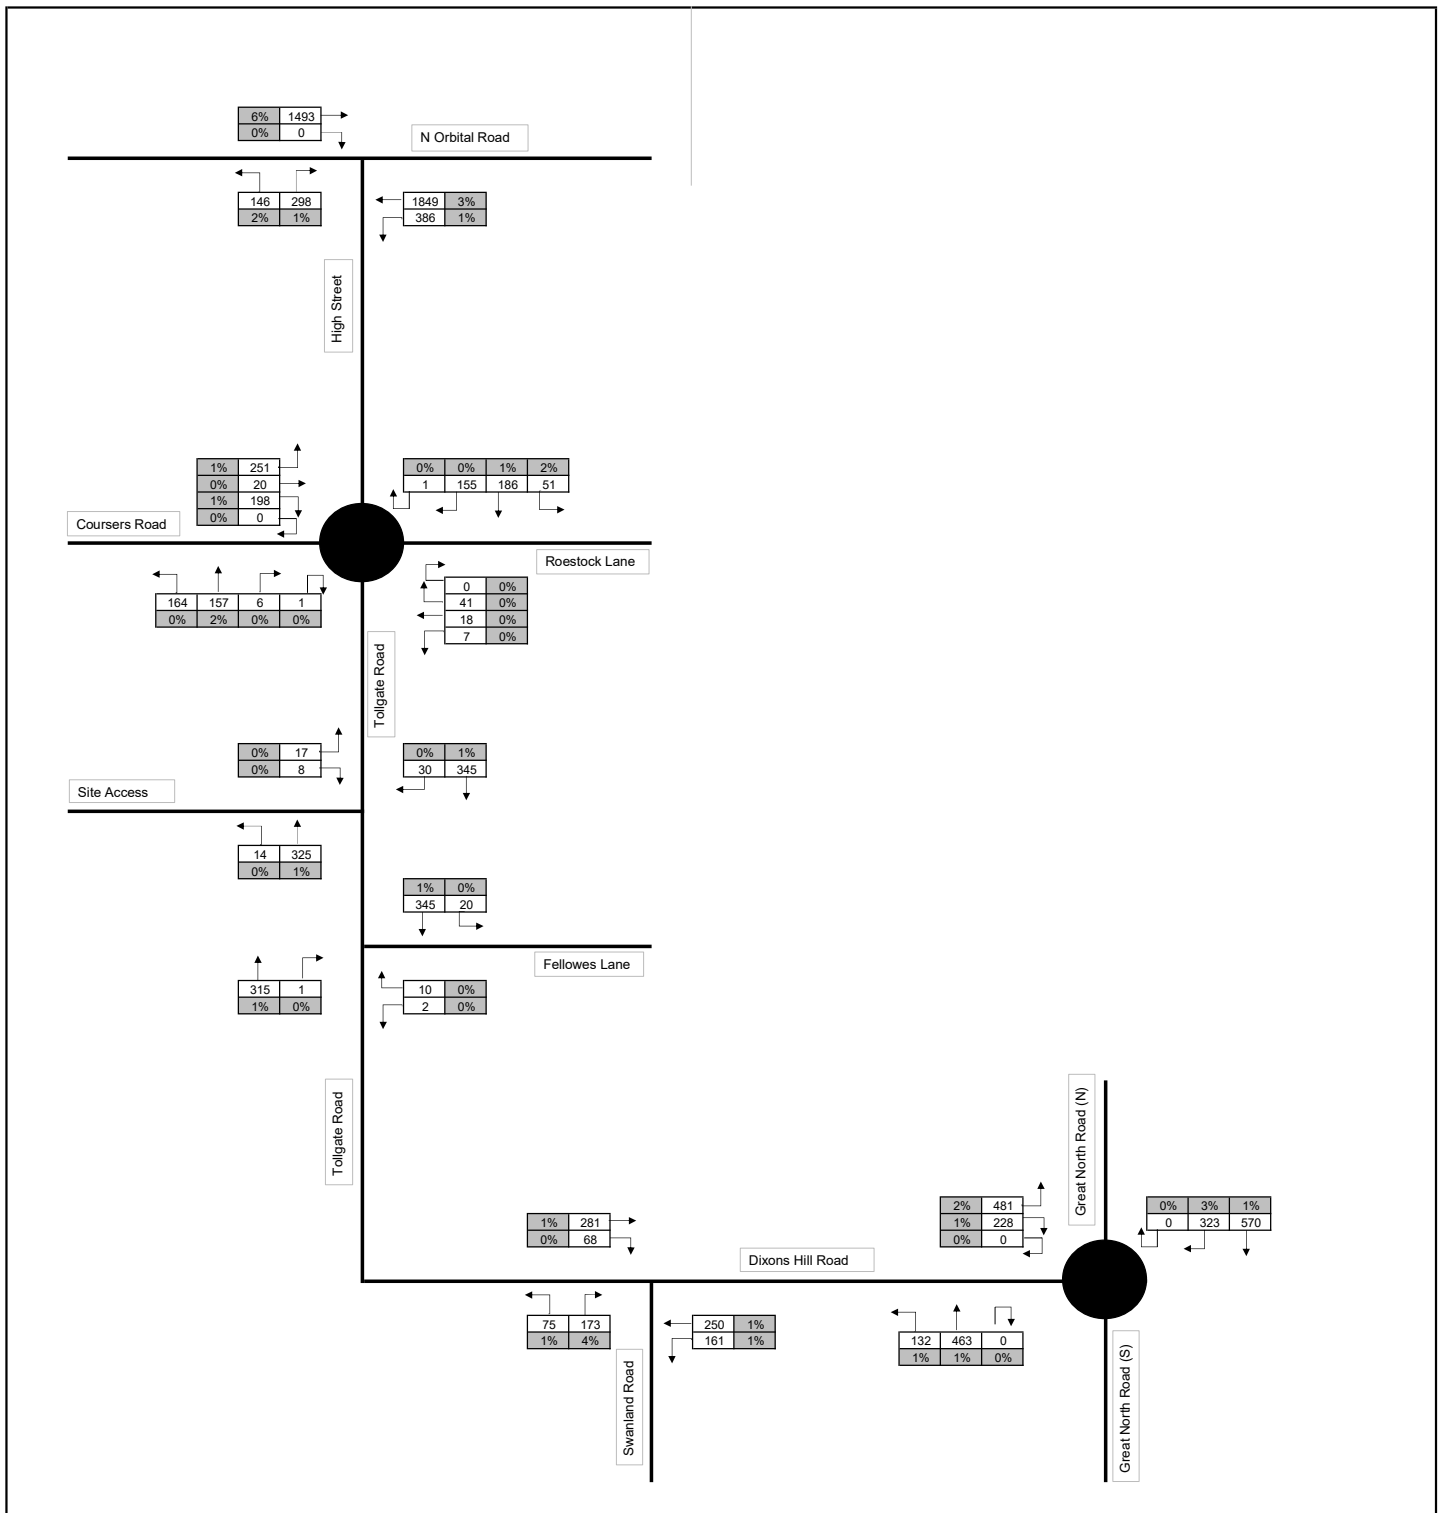 6% 1493
0% 0
N Orbital Road
146 298
2% 1%
1849 3%
386 1%
High Street
1% 251
0% 20
1% 198
0% 0
0% 0% 1% 2%
1 155 186 51
Coursers Road
Roestock Lane
164 157 6 1
0% 2% 0% 0%
0 0%
41 0%
18 0%
7 0%
Tollgate Road
0% 17
0% 8
0% 1%
30 345
Site Access
14 325
0% 1%
1% 0%
345 20
Fellowes Lane
315 1
1% 0%
10 0%
2 0%
Tollgate Road
Great North Road (N)
1% 281
0% 68
2% 481
1% 228
0% 0
0% 3% 1%
0 323 570
Dixons Hill Road
75 173
1% 4%
250 1%
161 1%
132 463 0
1% 1% 0%
Swanland Road
Great North Road (S)